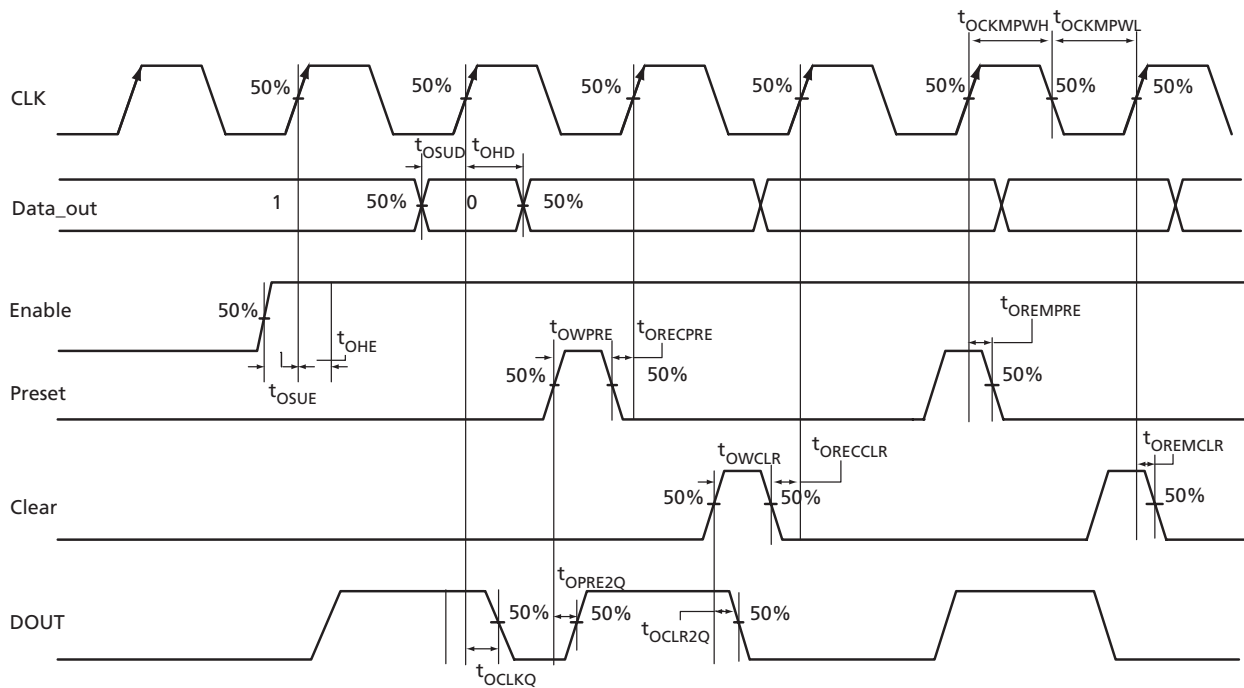 tOCKMPWH tOCKMPWL
CLK 50% 50% 50% 50% 50% 50% 50%
tOSUD tOHD
Data_out 1 50% 0 50%
Enable 50%
tOHE
tOSUE
tOWPRE tORECPRE tOREMPRE
Preset 50% 50% 50%
tOWCLR tORECCLR tOREMCLR
Clear 50% 50% 50%
tOPRE2Q
DOUT 50% 50% tOCLR2Q 50%
tOCLKQ